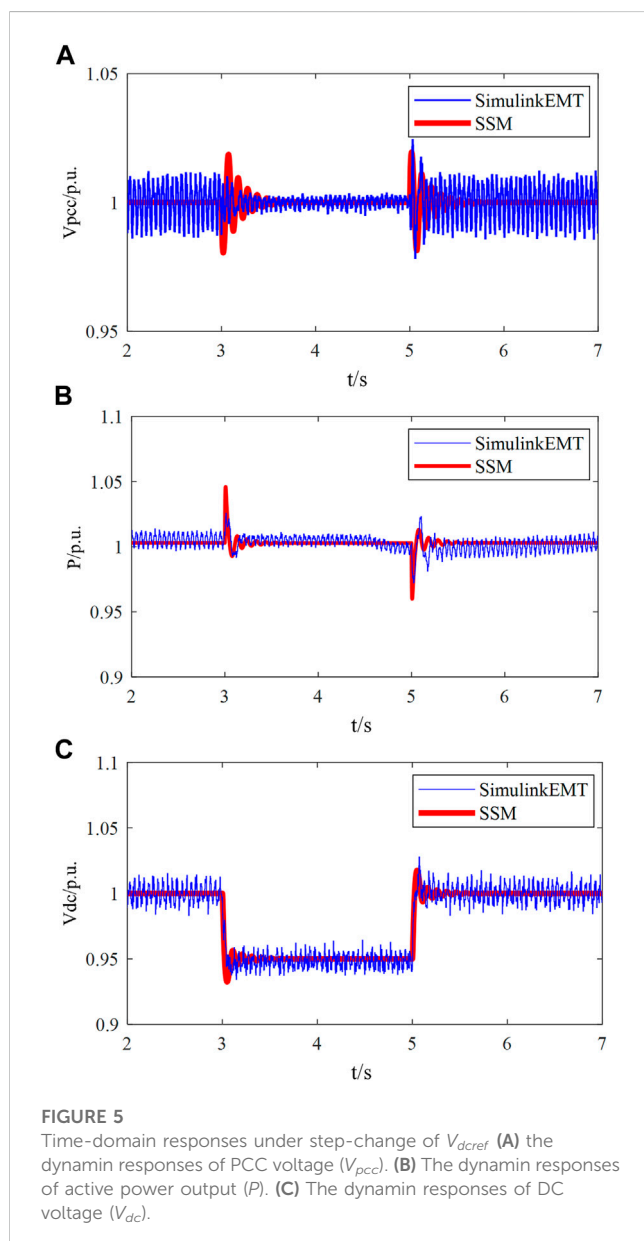 A
1.05
SimulinkEMT
SSM
Vpcc/p.u.
1
0.95
2 3 4 5 6 7
t/s
B
1.1
SimulinkEMT
SSM
1.05
P/p.u.
1
0.95
0.9
2 3 4 5 6 7
t/s
C
1.1
SimulinkEMT
SSM
1.05
Vdc/p.u.
1
0.95
0.9
2 3 4 5 6 7
t/s
FIGURE 5
Time-domain responses under step-change of Vdcref (A) the
dynamin responses of PCC voltage (Vpcc). (B) The dynamin responses
of active power output (P). (C) The dynamin responses of DC
voltage (Vdc).